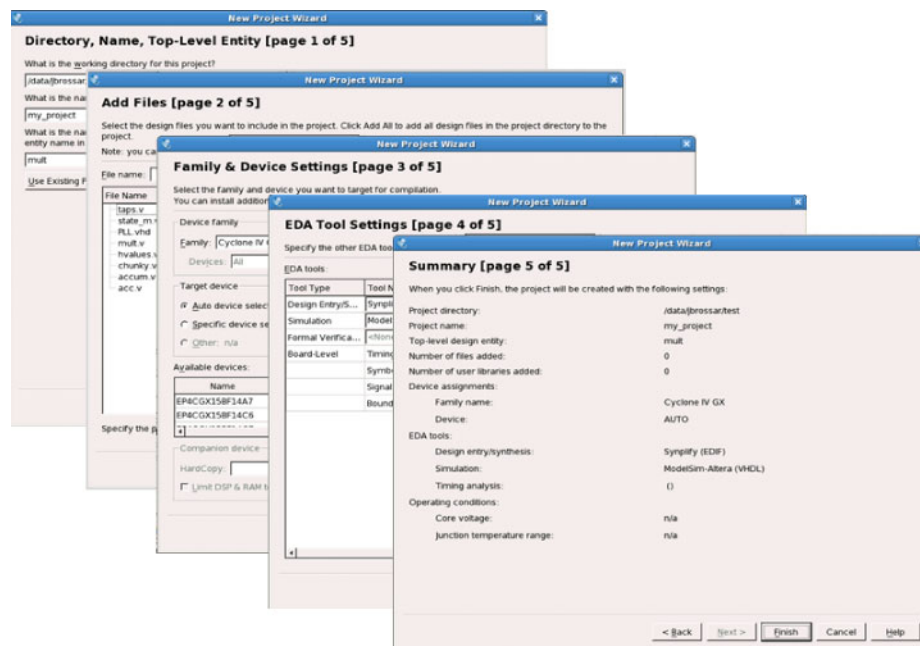 New Project Wizard
Directory, Name, Top-Level Entity [page 1 of 5]
What is the working directory for this project?
/data/jbrossar
What is the na
my_project
What is the na
entity name in
mult
Use Existing P
New Project Wizard
Add Files [page 2 of 5]
Select the design files you want to include in the project. Click Add All to add all design files in the project directory to the
project.
Note: you ca
File name:
File Name
taps.v
state_m.
PLL.vhd
mult.v
hvalues.
chunky.v
accum.v
acc.v
Specify the p
New Project Wizard
Family & Device Settings [page 3 of 5]
Select the family and device you want to target for compilation.
You can install addition
Device family
Family: Cyclone IV
Devices: All
Target device
Auto device selec
Specific device se
Other: n/a
Available devices:
Name
EP4CGX15BF14A7
EP4CGX15BF14C6
Companion device
HardCopy:
Limit DSP & RAM t
New Project Wizard
EDA Tool Settings [page 4 of 5]
Specify the other EDA too
EDA tools:
Tool Type Tool N
Design Entry/S... Synpli
Simulation Model
Formal Verifica... <None
Board-Level Timing
Symb
Signal
Bound
New Project Wizard
Summary [page 5 of 5]
When you click Finish, the project will be created with the following settings:
Project directory: /data/jbrossar/test
Project name: my_project
Top-level design entity: mult
Number of files added: 0
Number of user libraries added: 0
Device assignments:
Family name: Cyclone IV GX
Device: AUTO
EDA tools:
Design entry/synthesis: Synplify (EDIF)
Simulation: ModelSim-Altera (VHDL)
Timing analysis: ()
Operating conditions:
Core voltage: n/a
Junction temperature range: n/a
< Back Next > Finish Cancel Help